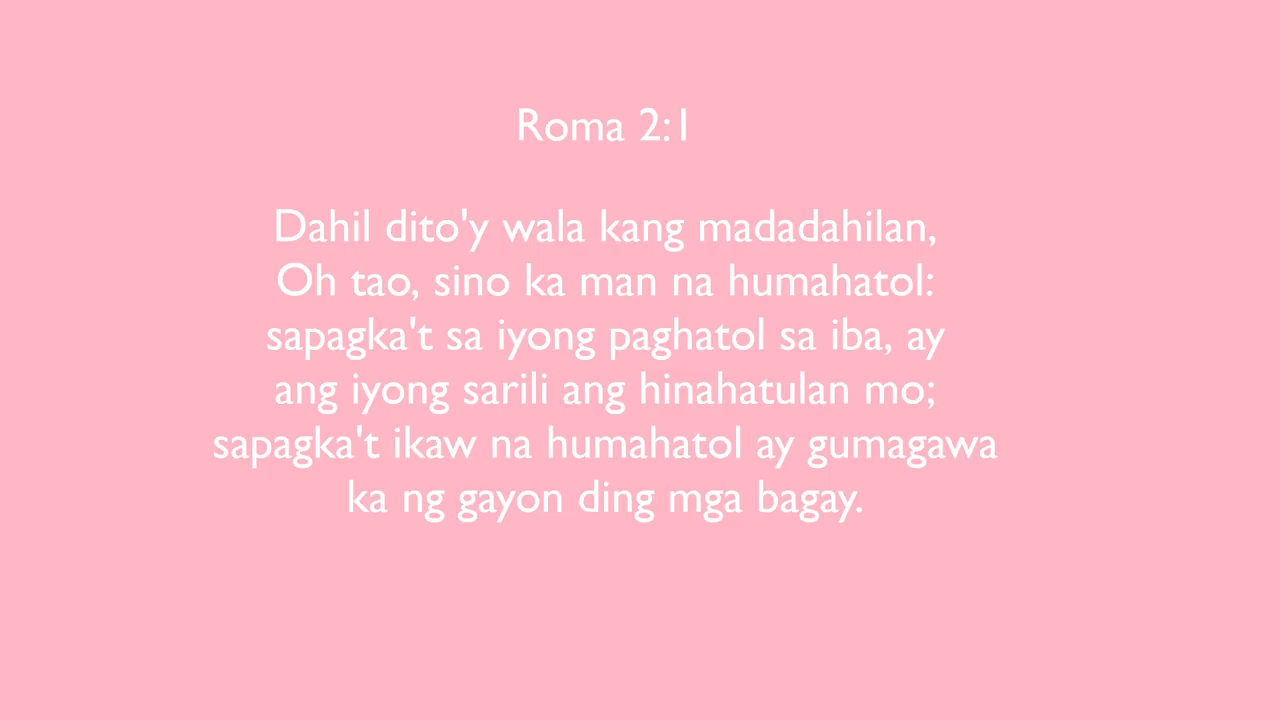 Roma 2:1
Dahil dito'y wala kang madadahilan,
Oh tao, sino ka man na humahatol:
sapagka't sa iyong paghatol sa iba, ay
ang iyong sarili ang hinahatulan mo;
sapagka't ikaw na humahatol ay gumagawa
ka ng gayon ding mga bagay.